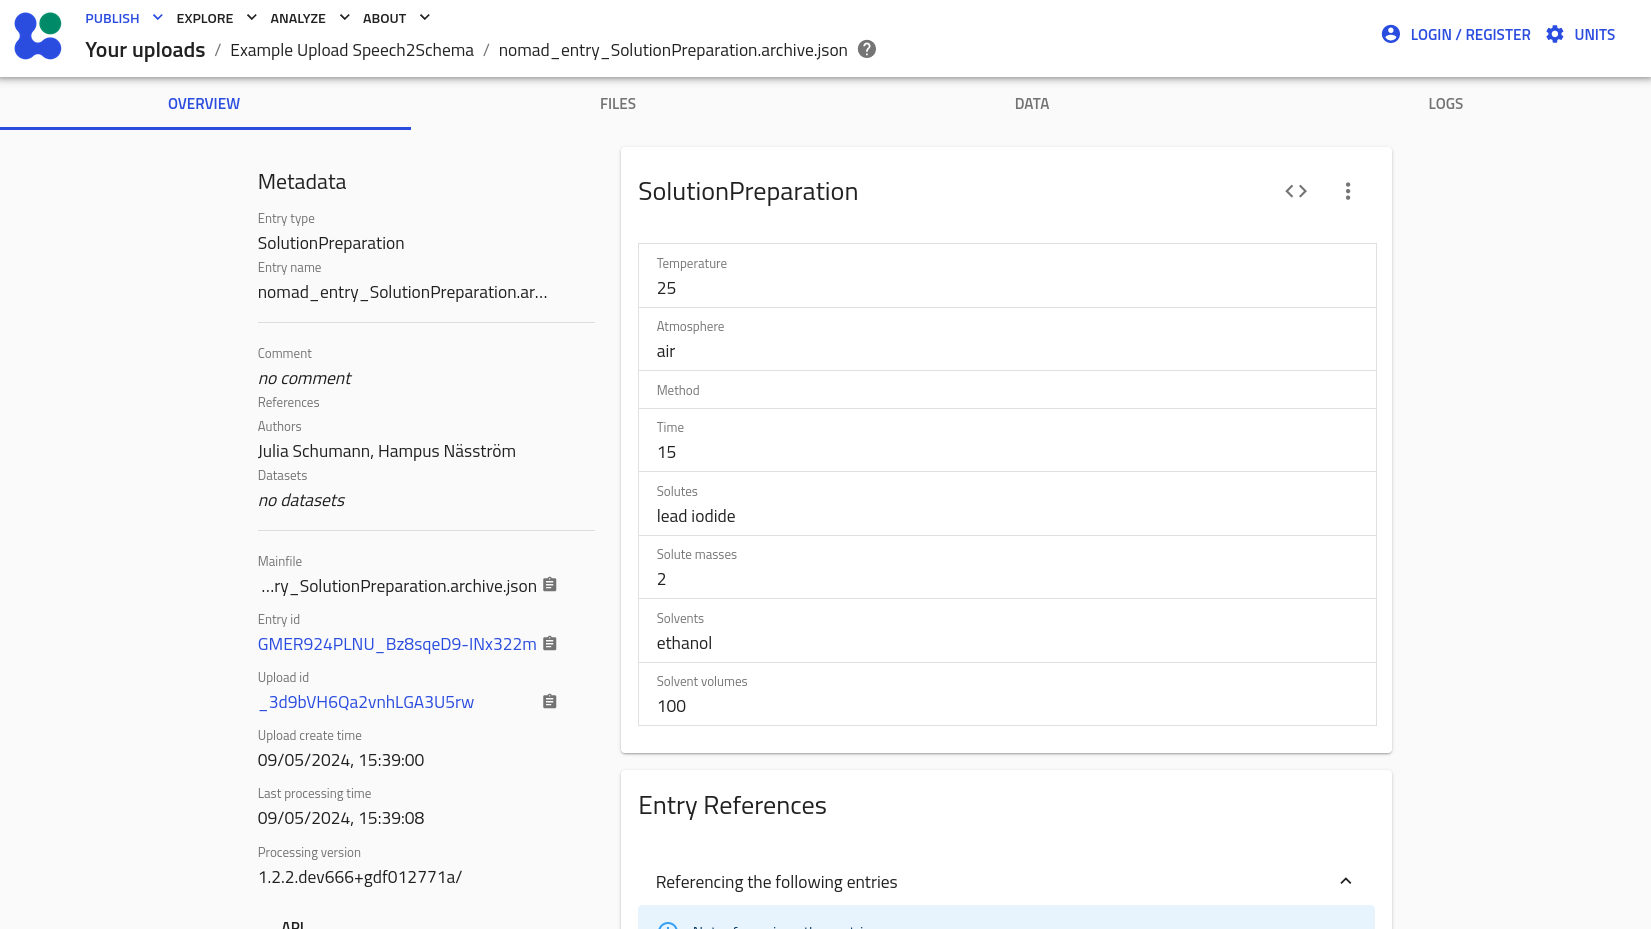 PUBLISH EXPLORE ANALYZE ABOUT
Your uploads / Example Upload Speech2Schema / nomad_entry_SolutionPreparation.archive.json
LOGIN / REGISTER UNITS
OVERVIEW FILES DATA LOGS
Metadata
Entry type
SolutionPreparation
Entry name
nomad_entry_SolutionPreparation.ar...
Comment
no comment
References
Authors
Julia Schumann, Hampus Näsström
Datasets
no datasets
Mainfile
...ry_SolutionPreparation.archive.json
Entry id
GMER924PLNU_Bz8sqeD9-INx322m
Upload id
_3d9bVH6Qa2vnhLGA3U5rw
Upload create time
09/05/2024, 15:39:00
Last processing time
09/05/2024, 15:39:08
Processing version
1.2.2.dev666+gdf012771a/
API
SolutionPreparation
Temperature
25
Atmosphere
air
Method
Time
15
Solutes
lead iodide
Solute masses
2
Solvents
ethanol
Solvent volumes
100
Entry References
Referencing the following entries